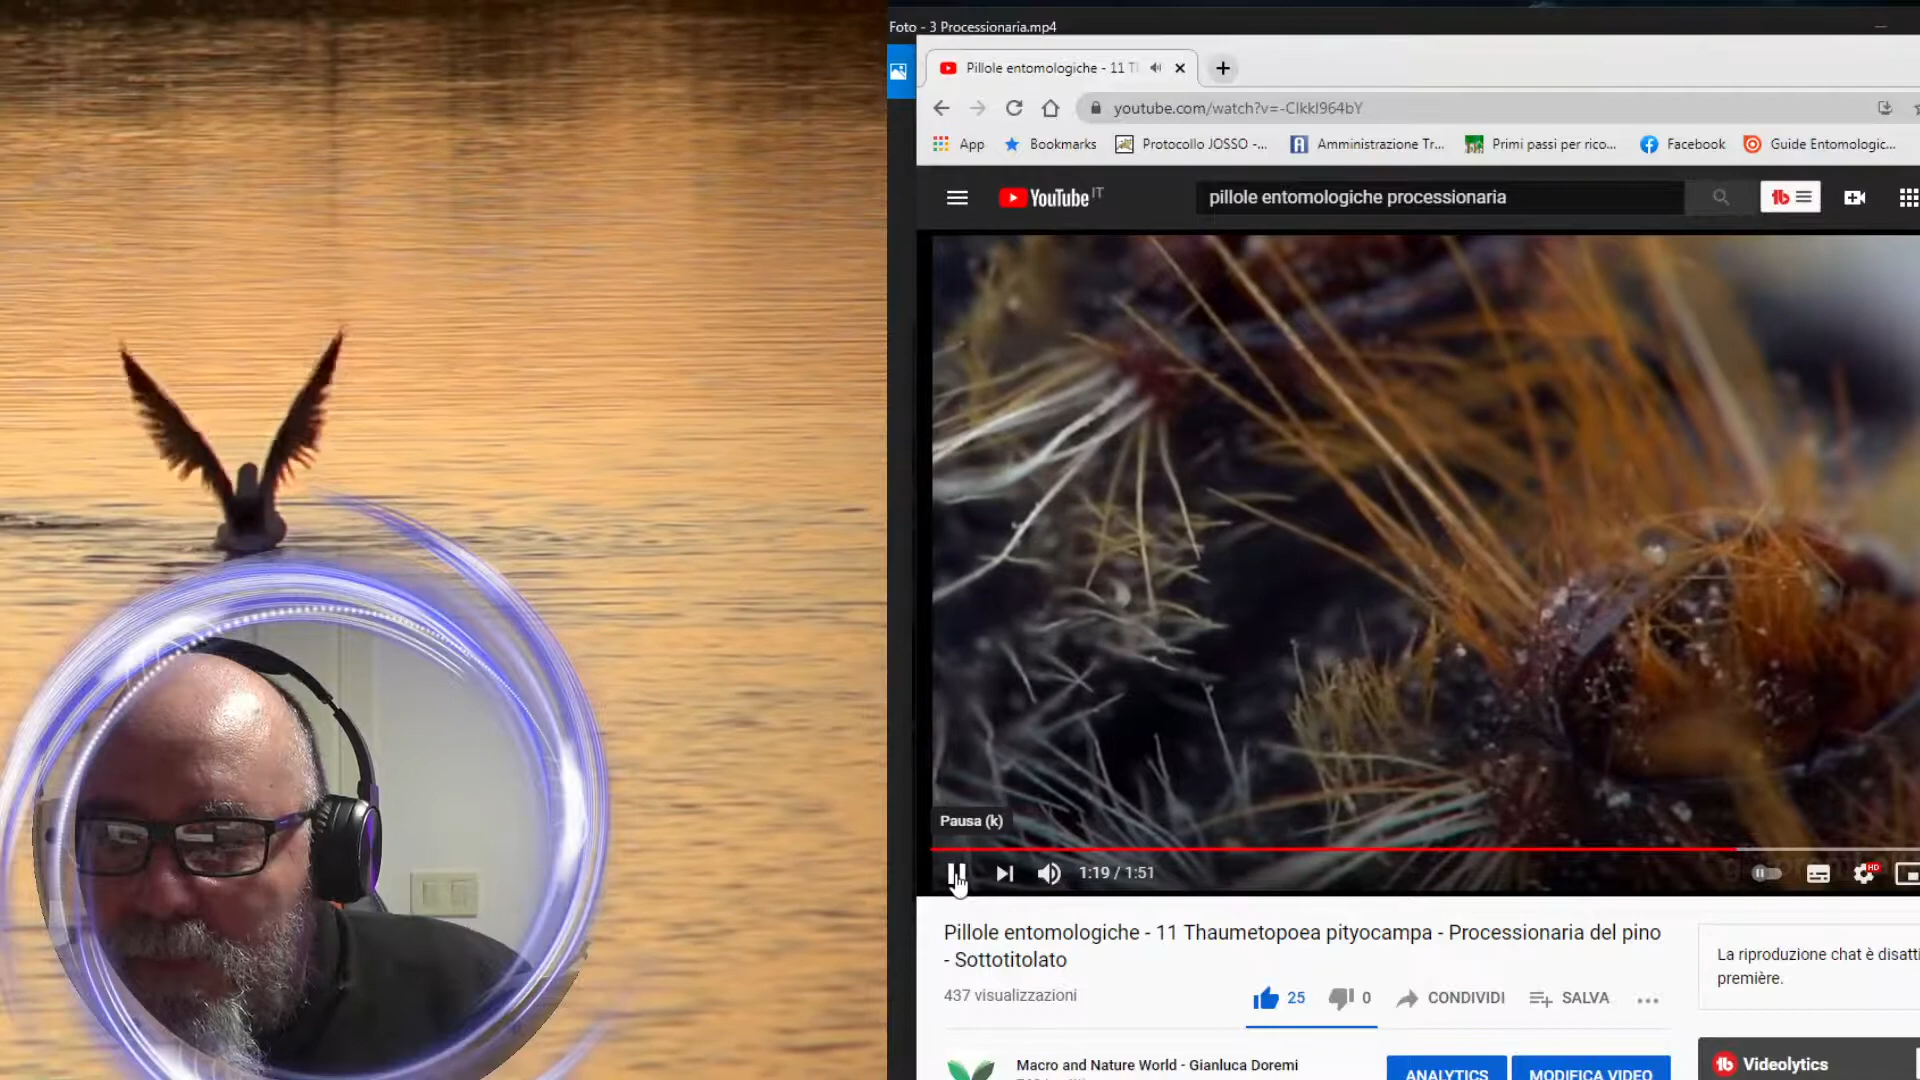 Foto - 3 Processionaria.mp4
Pillole entomologiche - 11
youtube.com/watch?v=-CIkkI964bY
App
Bookmarks
Protocollo JOSSO -...
Amministrazione Tr...
Primi passi per rico...
Facebook
Guide Entomologic...
YouTube IT
pillole entomologiche processionaria
Pausa (k)
1:19 / 1:51
HD
Pillole entomologiche - 11 Thaumetopoea pityocampa - Processionaria del pino
- Sottotitolato
437 visualizzazioni
25
0
CONDIVIDI
SALVA
La riproduzione chat è disatti
première.
Macro and Nature World - Gianluca Doremi
ANALYTICS
MODIFICA VIDEO
Videolytics